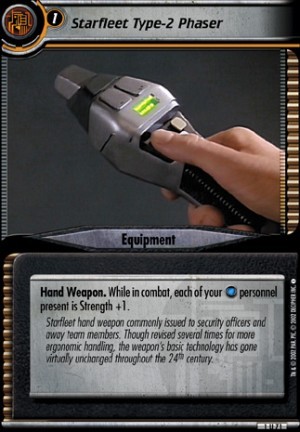 1 Starfleet Type-2 Phaser
Equipment
Hand Weapon. While in combat, each of your personnel
present is Strength +1.
Starfleet hand weapon commonly issued to security officers and
away team members. Though revised several times for more
ergonomic handling, the weapon's basic technology has gone
virtually unchanged throughout the 24th century.
1 U 71